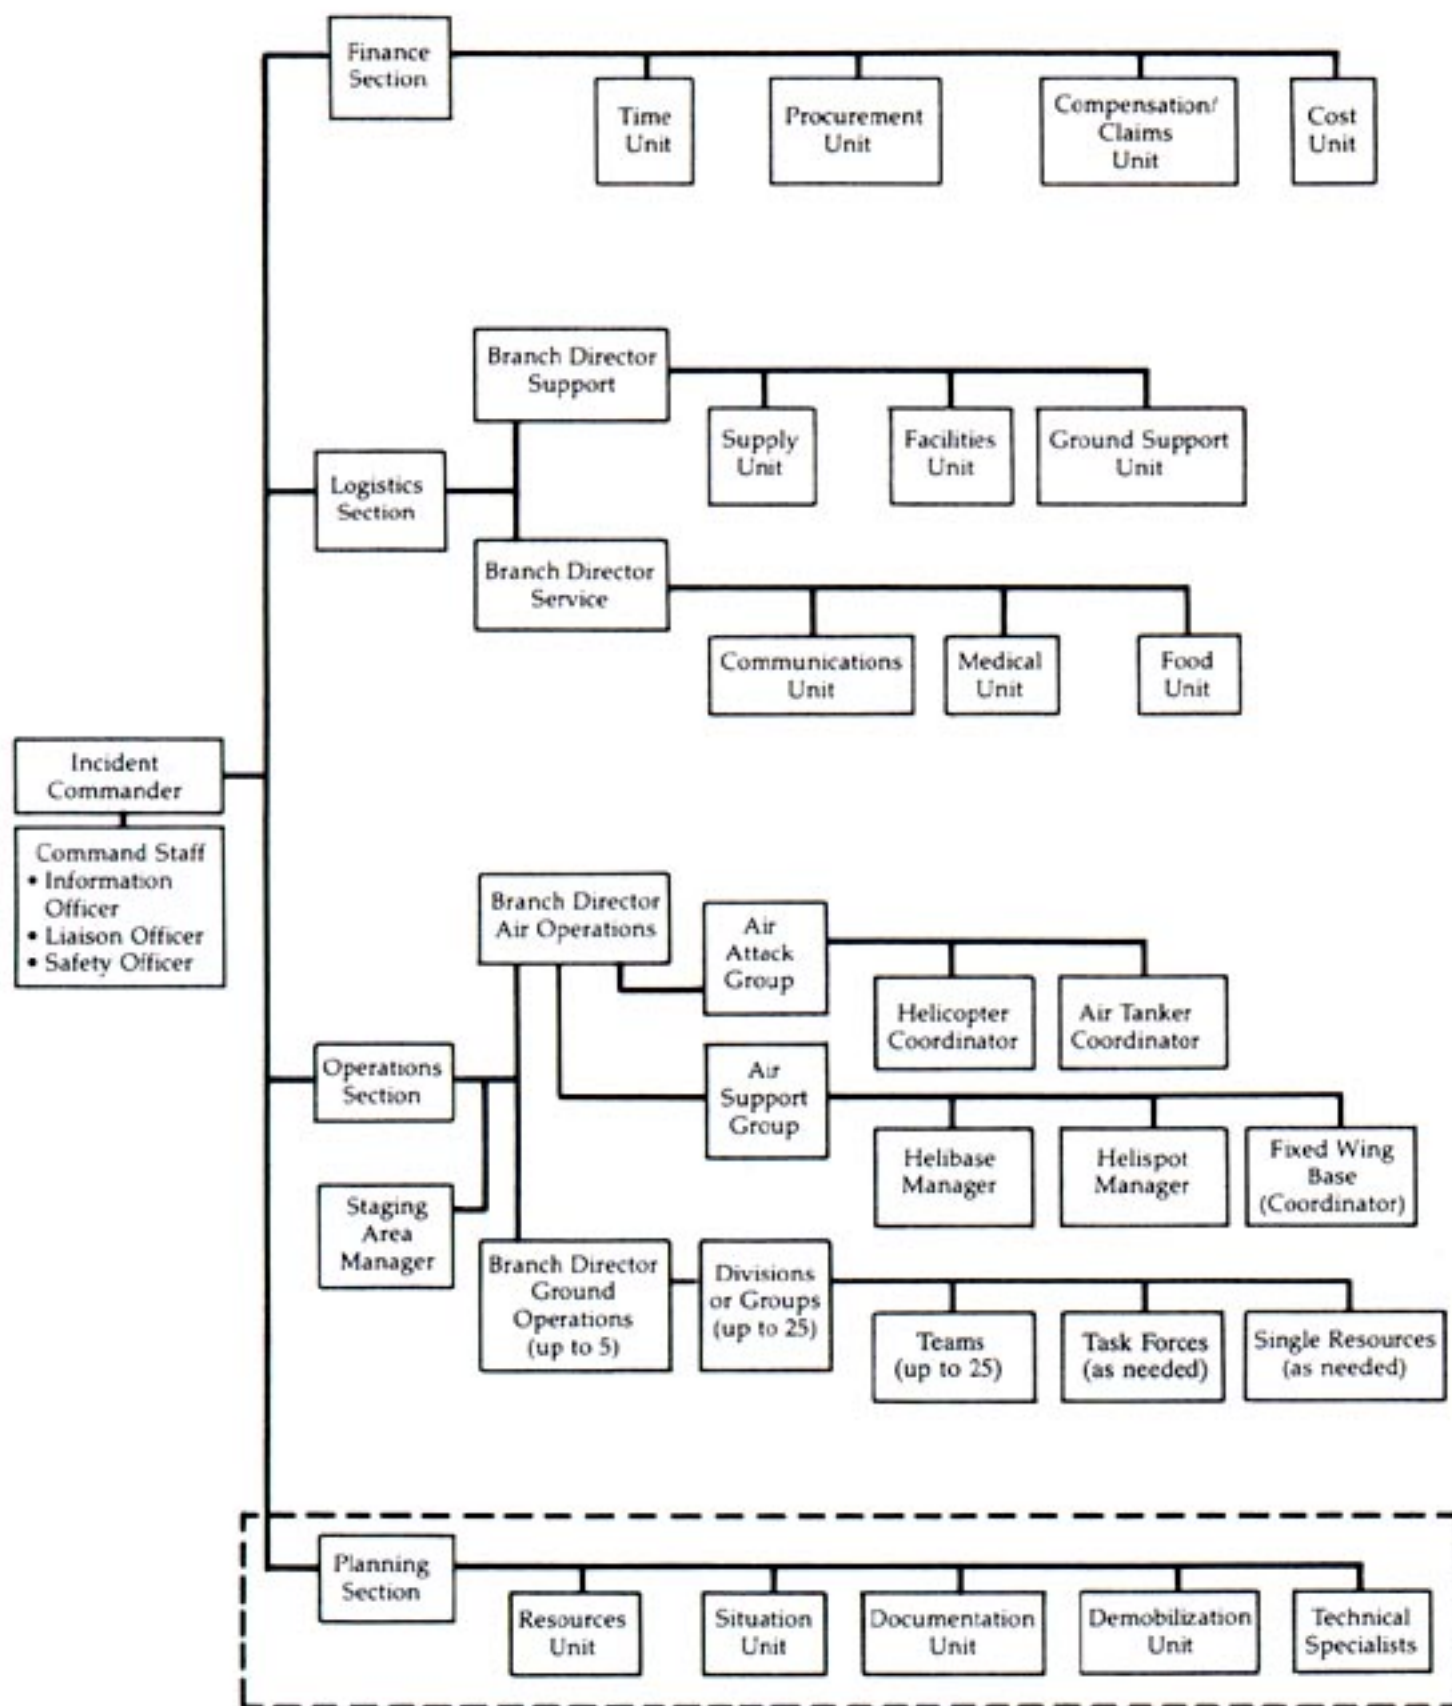 Finance
Section
Time
Unit
Procurement
Unit
Compensation/
Claims
Unit
Cost
Unit
Branch Director
Support
Supply
Unit
Facilities
Unit
Ground Support
Unit
Logistics
Section
Branch Director
Service
Communications
Unit
Medical
Unit
Food
Unit
Incident
Commander
Command Staff
• Information
Officer
• Liaison Officer
• Safety Officer
Branch Director
Air Operations
Air
Attack
Group
Helicopter
Coordinator
Air Tanker
Coordinator
Operations
Section
Air
Support
Group
Helibase
Manager
Helispot
Manager
Fixed Wing
Base
(Coordinator)
Staging
Area
Manager
Branch Director
Ground
Operations
(up to 5)
Divisions
or Groups
(up to 25)
Teams
(up to 25)
Task Forces
(as needed)
Single Resources
(as needed)
Planning
Section
Resources
Unit
Situation
Unit
Documentation
Unit
Demobilization
Unit
Technical
Specialists